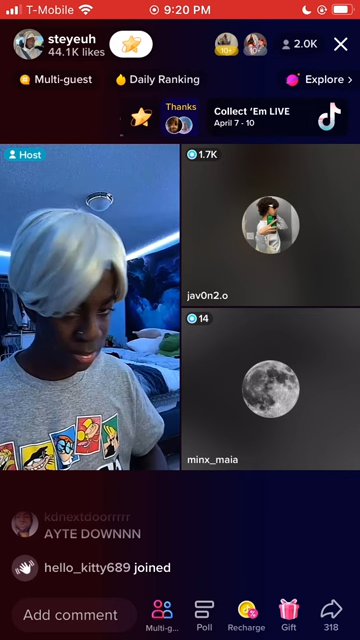 T-Mobile
9:20 PM
steyeuh
44.1K likes
10+
10+
2.0K
Multi-guest
Daily Ranking
Explore >
Thanks
Collect 'Em LIVE
April 7 - 10
Host
1.7K
jav0n2.o
14
minx_maia
kdnextdoorrrrr
AYTE DOWNNN
hello_kitty689 joined
Add comment
Multi-g...
Poll
Recharge
Gift
318